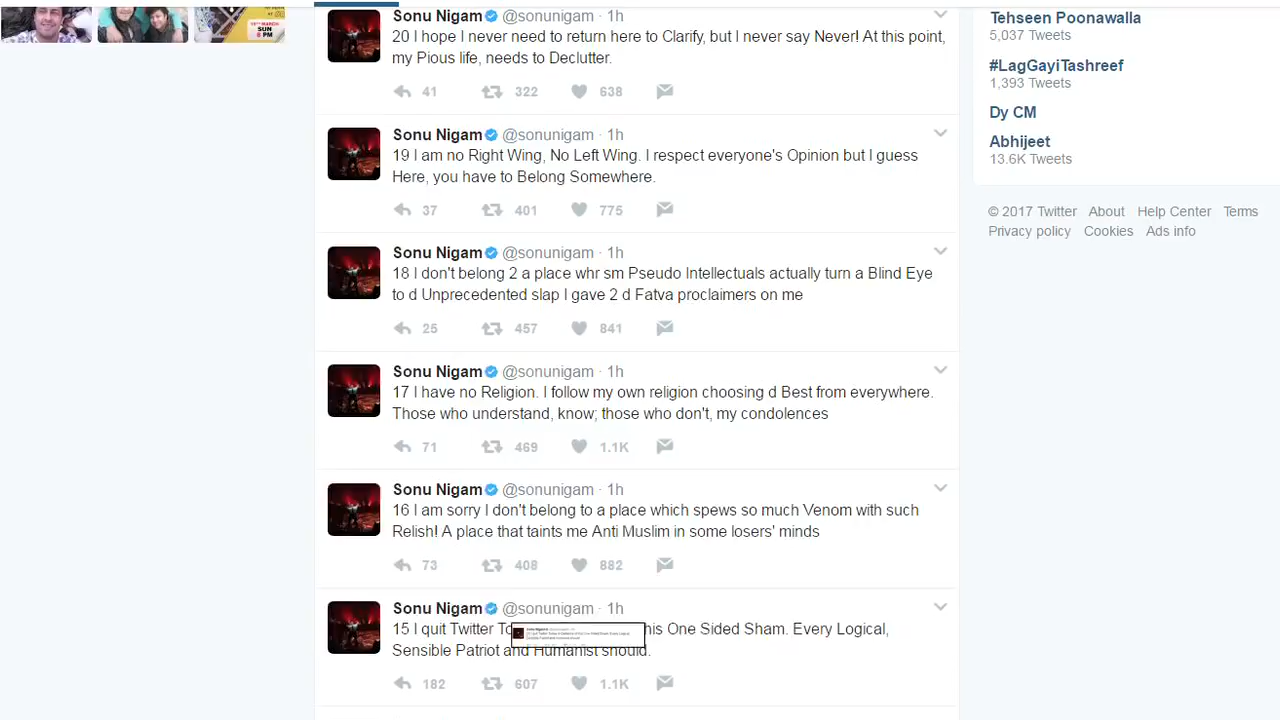 19TH MARCH
SUN
8 PM
Sonu Nigam @sonunigam · 1h
20 I hope I never need to return here to Clarify, but I never say Never! At this point,
my Pious life, needs to Declutter.
41 322 638
Sonu Nigam @sonunigam · 1h
19 I am no Right Wing, No Left Wing. I respect everyone's Opinion but I guess
Here, you have to Belong Somewhere.
37 401 775
Sonu Nigam @sonunigam · 1h
18 I don't belong 2 a place whr sm Pseudo Intellectuals actually turn a Blind Eye
to d Unprecedented slap I gave 2 d Fatva proclaimers on me
25 457 841
Sonu Nigam @sonunigam · 1h
17 I have no Religion. I follow my own religion choosing d Best from everywhere.
Those who understand, know; those who don't, my condolences
71 469 1.1K
Sonu Nigam @sonunigam · 1h
16 I am sorry I don't belong to a place which spews so much Venom with such
Relish! A place that taints me Anti Muslim in some losers' minds
73 408 882
Sonu Nigam @sonunigam · 1h
15 I quit Twitter To his One Sided Sham. Every Logical,
Sensible Patriot and Humanist should.
182 607 1.1K
Tehseen Poonawalla
5,037 Tweets
#LagGayiTashreef
1,393 Tweets
Dy CM
Abhijeet
13.6K Tweets
© 2017 Twitter About Help Center Terms
Privacy policy Cookies Ads info